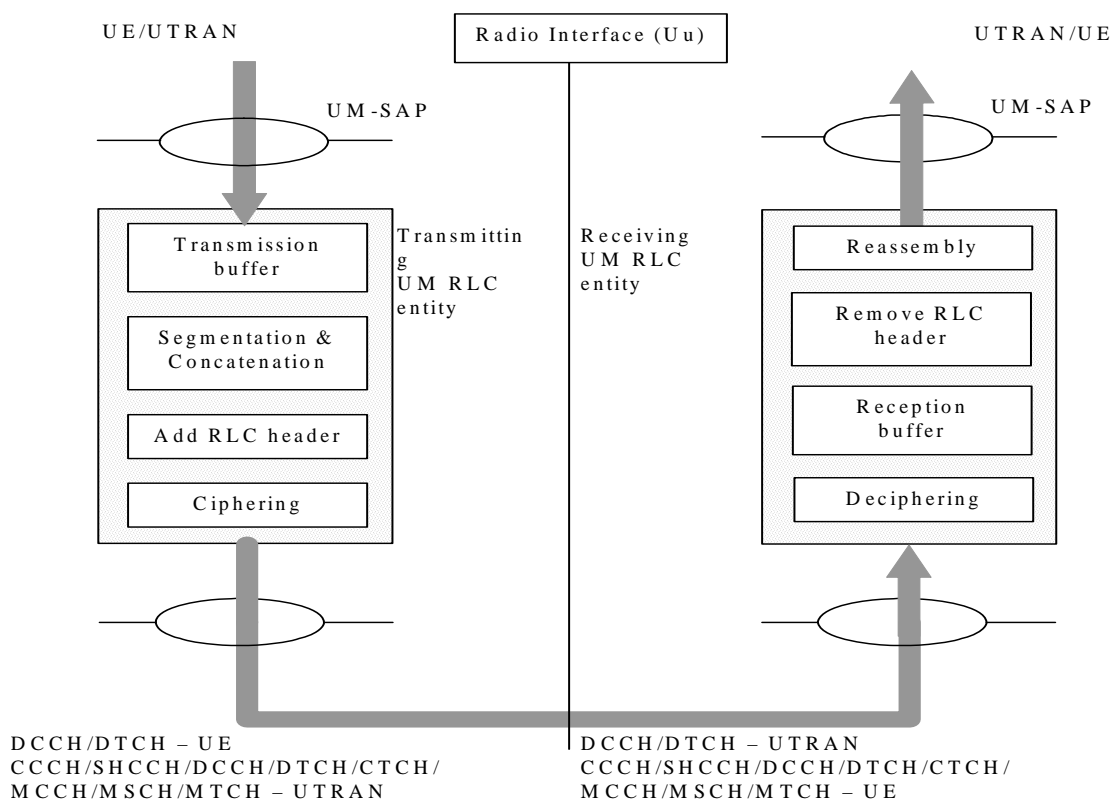 UE/UTRAN
Radio Interface (Uu)
UTRAN/UE
UM-SAP
UM-SAP
Transmission
buffer
Transmittin
g
UM RLC
entity
Segmentation &
Concatenation
Add RLC header
Ciphering
Receiving
UM RLC
entity
Reassembly
Remove RLC
header
Reception
buffer
Deciphering
DCCH/DTCH – UE
CCCH/SHCCH/DCCH/DTCH/CTCH/
MCCH/MSCH/MTCH – UTRAN
DCCH/DTCH – UTRAN
CCCH/SHCCH/DCCH/DTCH/CTCH/
MCCH/MSCH/MTCH – UE